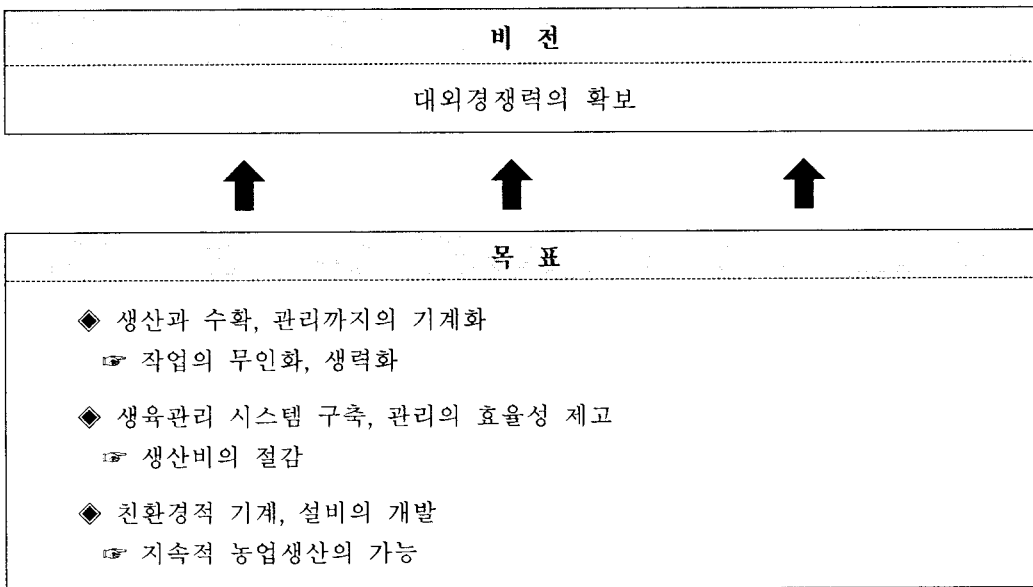 비 전
대외경쟁력의 확보
목 표
◈ 생산과 수확, 관리까지의 기계화
☞ 작업의 무인화, 생력화
◈ 생육관리 시스템 구축, 관리의 효율성 제고
☞ 생산비의 절감
◈ 친환경적 기계, 설비의 개발
☞ 지속적 농업생산의 가능